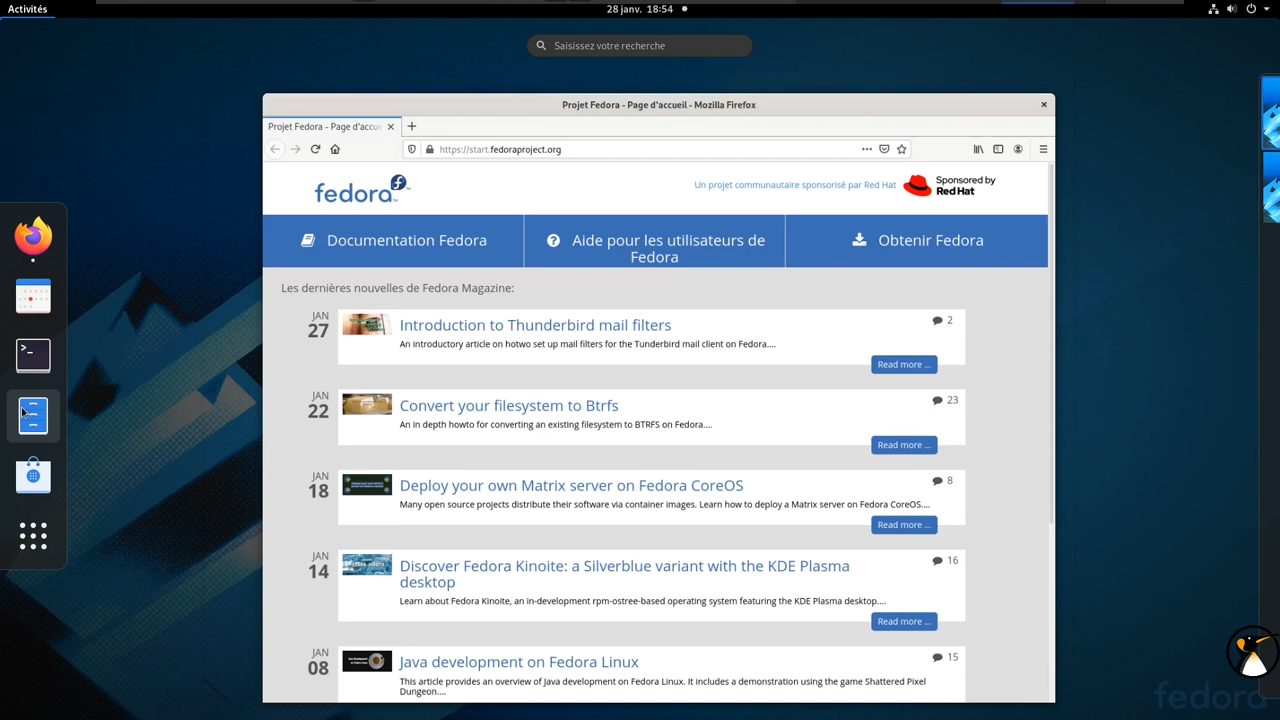 Activités
28 janv. 18:54
Saisissez votre recherche
Projet Fedora - Page d'accueil - Mozilla Firefox
Projet Fedora - Page d'accue
https://start.fedoraproject.org
fedora
Un projet communautaire sponsorisé par Red Hat
Sponsored by
Red Hat
Documentation Fedora
Aide pour les utilisateurs de
Fedora
Obtenir Fedora
Les dernières nouvelles de Fedora Magazine:
JAN
27
Introduction to Thunderbird mail filters
2
An introductory article on hotwo set up mail filters for the Tunderbird mail client on Fedora....
Read more ...
JAN
22
Convert your filesystem to Btrfs
23
An in depth howto for converting an existing filesystem to BTRFS on Fedora....
Read more ...
JAN
18
Deploy your own Matrix server on Fedora CoreOS
8
Many open source projects distribute their software via container images. Learn how to deploy a Matrix server on Fedora CoreOS....
Read more ...
JAN
14
Discover Fedora Kinoite: a Silverblue variant with the KDE Plasma
desktop
16
Learn about Fedora Kinoite, an in-development rpm-ostree-based operating system featuring the KDE Plasma desktop....
Read more ...
JAN
08
Java development on Fedora Linux
15
This article provides an overview of Java development on Fedora Linux. It includes a demonstration using the game Shattered Pixel
Dungeon....
fedora